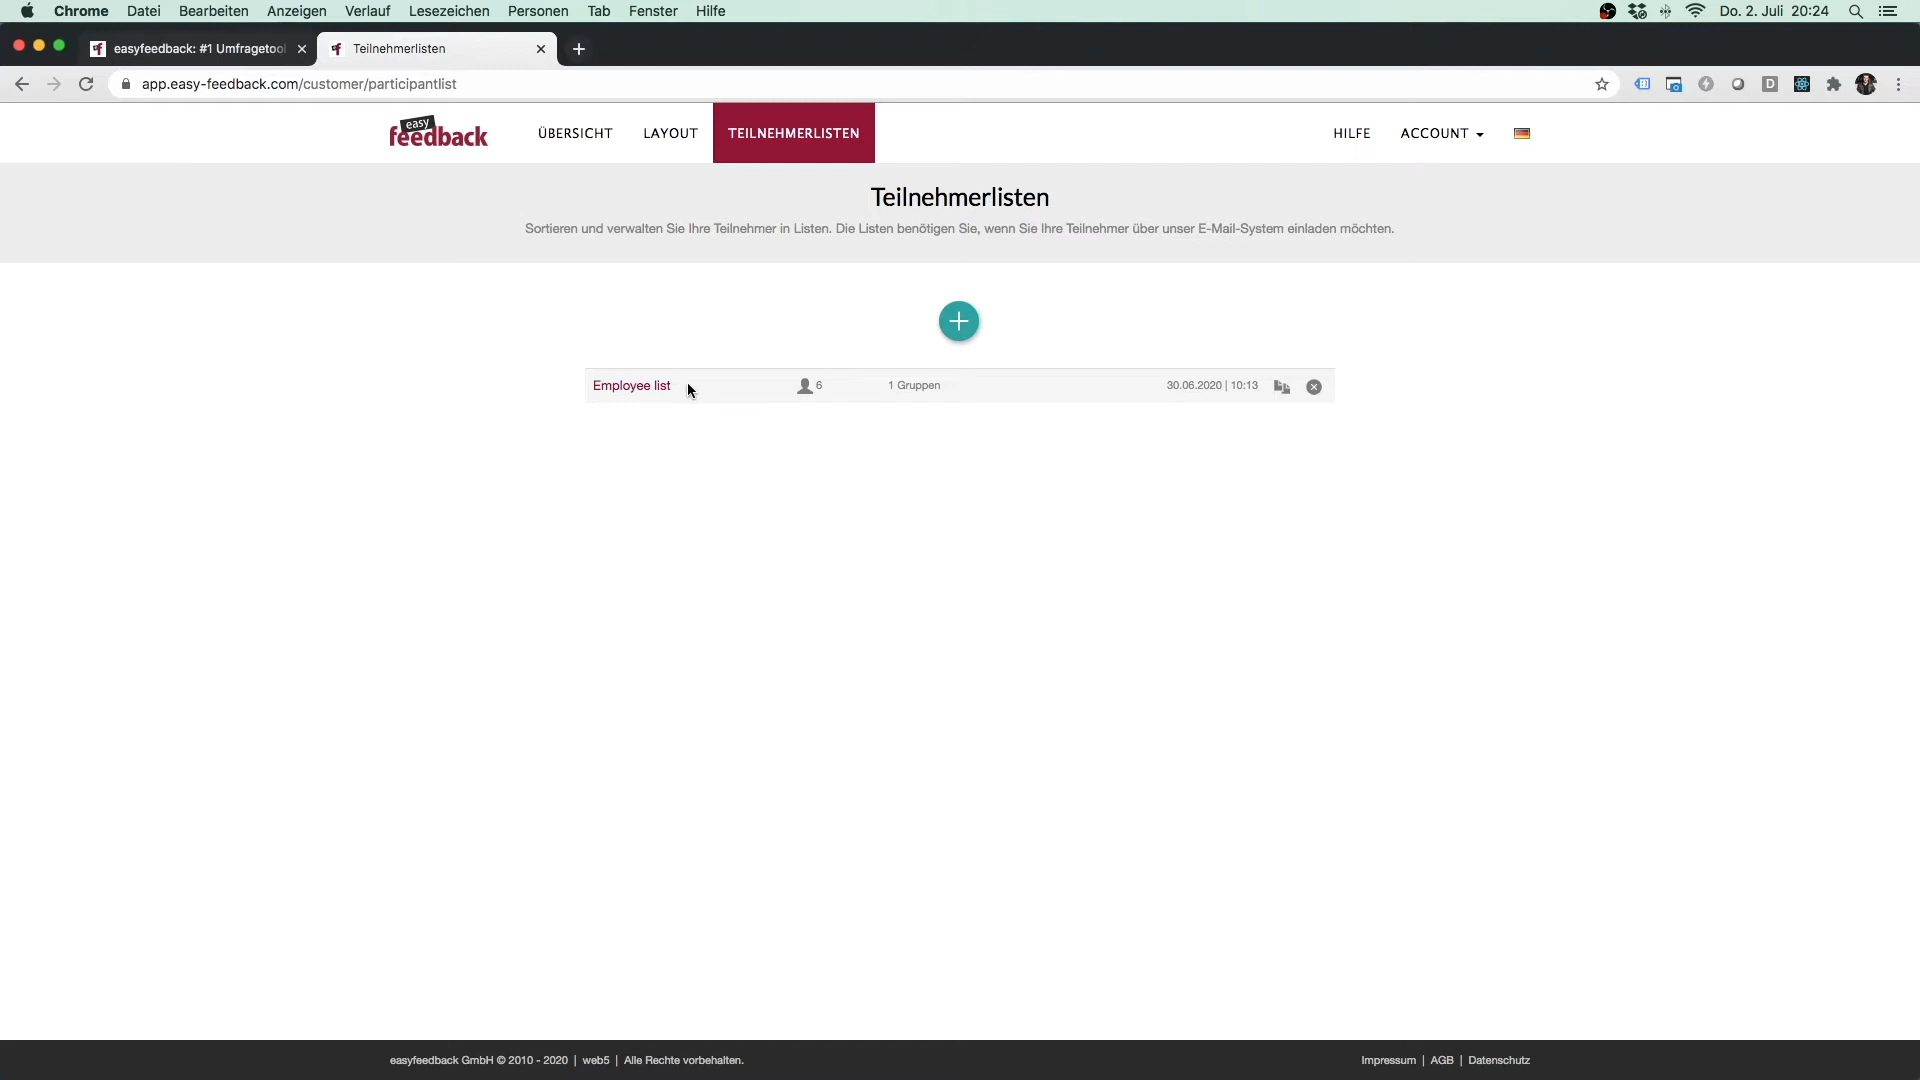 Chrome Datei Bearbeiten Anzeigen Verlauf Lesezeichen Personen Tab Fenster Hilfe Do. 2. Juli 20:24
easyfeedback: #1 Umfragetool Teilnehmerlisten
app.easy-feedback.com/customer/participantlist
easy
feedback
ÜBERSICHT LAYOUT TEILNEHMERLISTEN HILFE ACCOUNT
Teilnehmerlisten
Sortieren und verwalten Sie Ihre Teilnehmer in Listen. Die Listen benötigen Sie, wenn Sie Ihre Teilnehmer über unser E-Mail-System einladen möchten.
Employee list 6 1 Gruppen 30.06.2020 | 10:13
easyfeedback GmbH © 2010 - 2020 | web5 | Alle Rechte vorbehalten. Impressum | AGB | Datenschutz